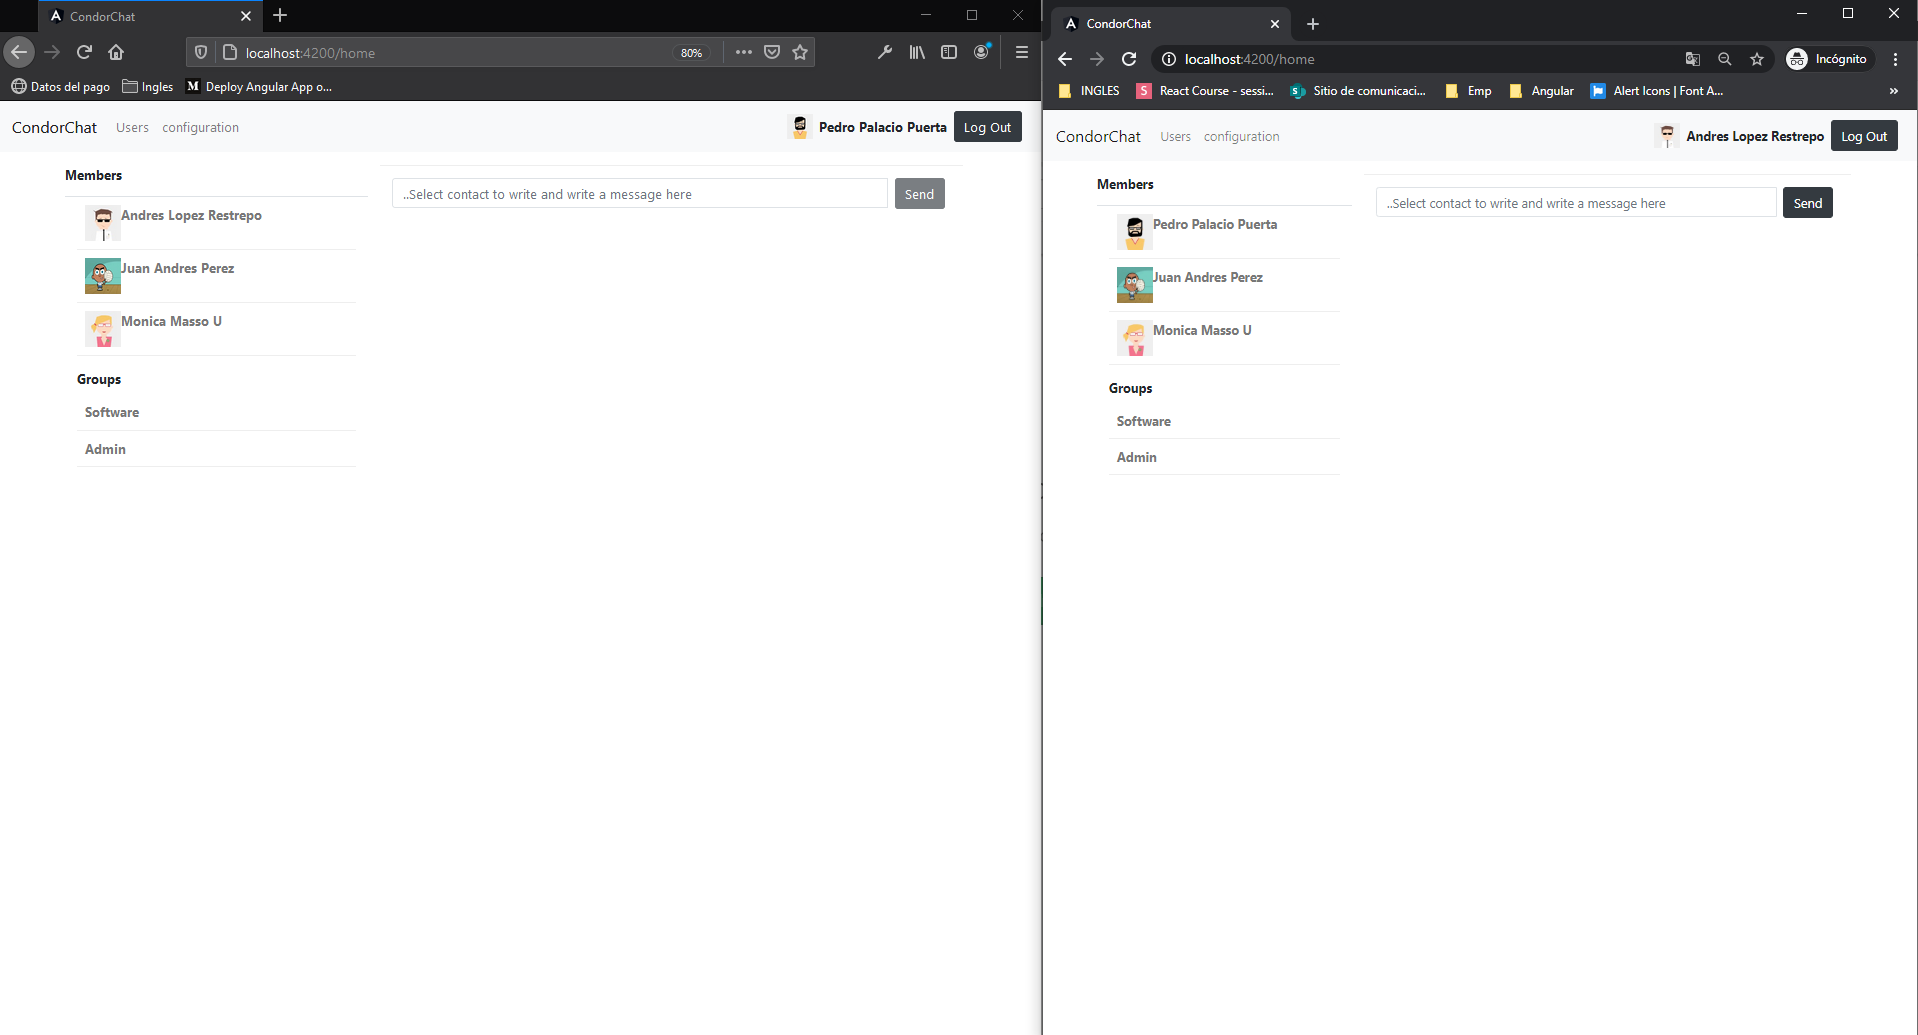 CondorChat
localhost:4200/home
80%
Datos del pago
Ingles
M
Deploy Angular App o...
CondorChat
Users
configuration
Pedro Palacio Puerta
Log Out
Members
Andres Lopez Restrepo
Juan Andres Perez
Monica Masso U
Groups
Software
Admin
..Select contact to write and write a message here
Send
CondorChat
localhost:4200/home
Incógnito
INGLES
S
React Course - sessi...
Sitio de comunicaci...
Emp
Angular
Alert Icons | Font A...
»
CondorChat
Users
configuration
Andres Lopez Restrepo
Log Out
Members
Pedro Palacio Puerta
Juan Andres Perez
Monica Masso U
Groups
Software
Admin
..Select contact to write and write a message here
Send